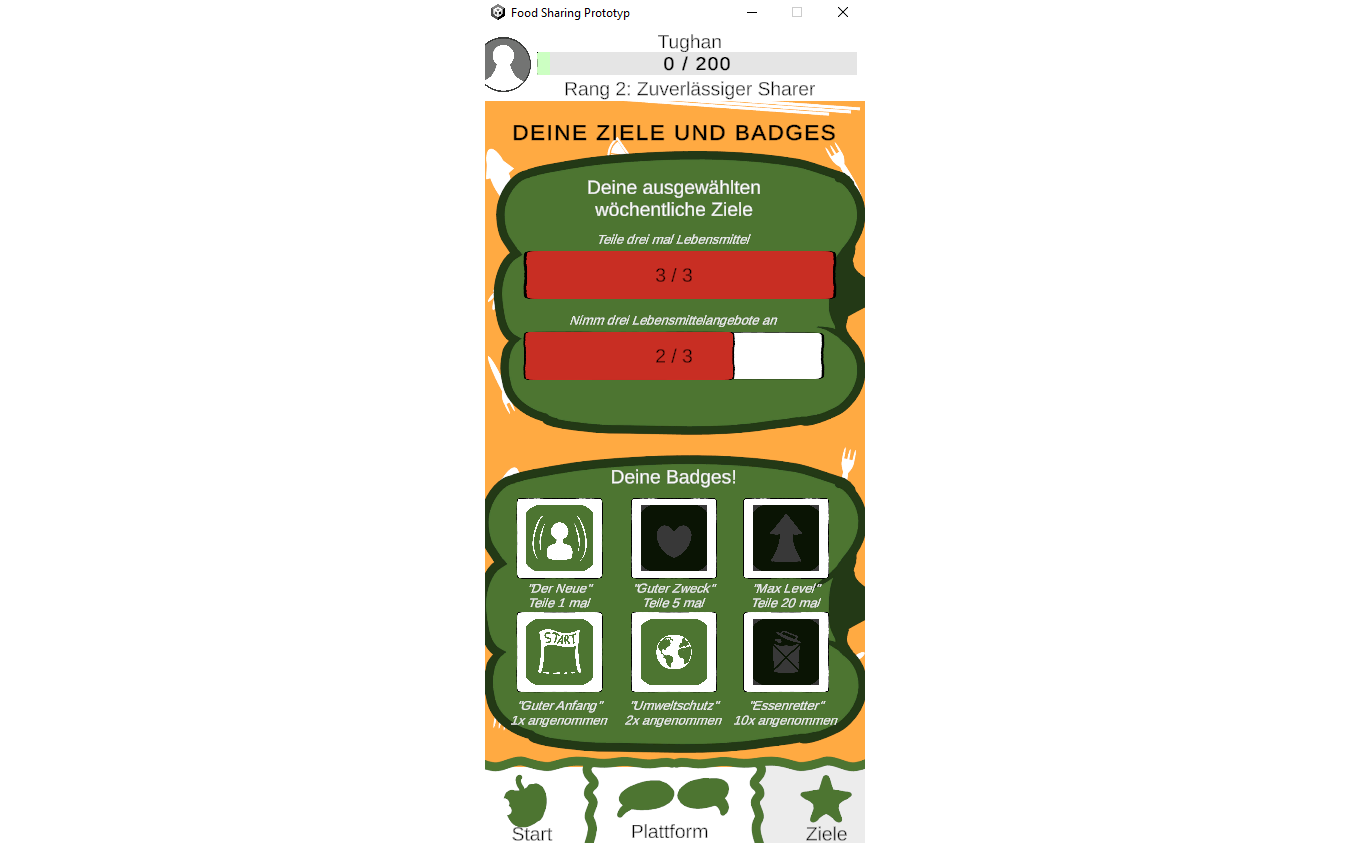 Food Sharing Prototyp
Tughan
0 / 200
Rang 2: Zuverlässiger Sharer
DEINE ZIELE UND BADGES
Deine ausgewählten
wöchentliche Ziele
Teile drei mal Lebensmittel
3 / 3
Nimm drei Lebensmittelangebote an
2 / 3
Deine Badges!
"Der Neue"
Teile 1 mal
"Guter Zweck"
Teile 5 mal
"Max Level"
Teile 20 mal
START
"Guter Anfang"
1x angenommen
"Umweltschutz"
2x angenommen
"Essenretter"
10x angenommen
Start
Plattform
Ziele